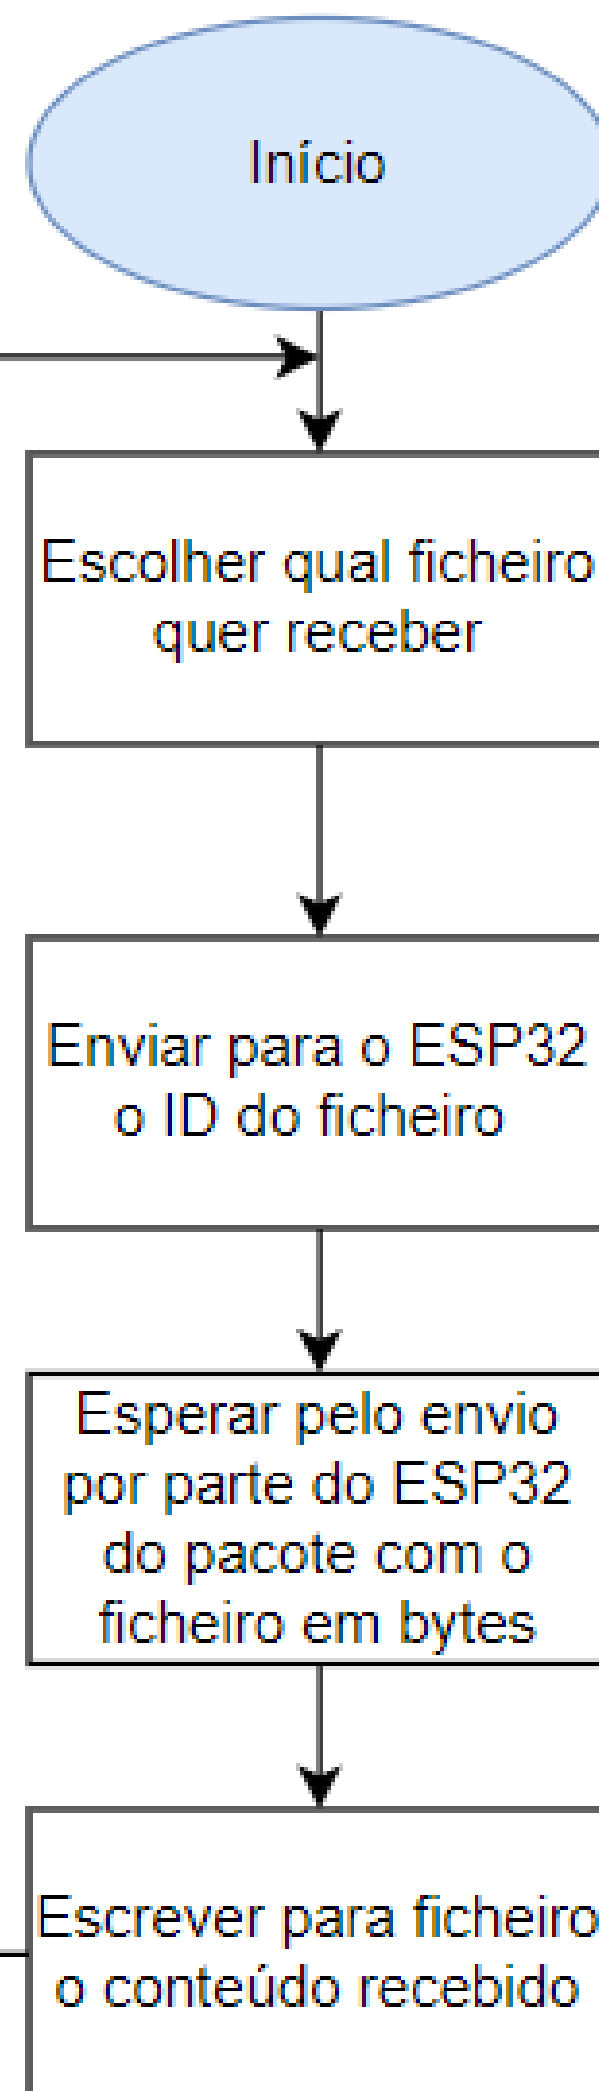 Início
Escolher qual ficheiro
quer receber
Enviar para o ESP32
o ID do ficheiro
Esperar pelo envio
por parte do ESP32
do pacote com o
ficheiro em bytes
Escrever para ficheiro
o conteúdo recebido